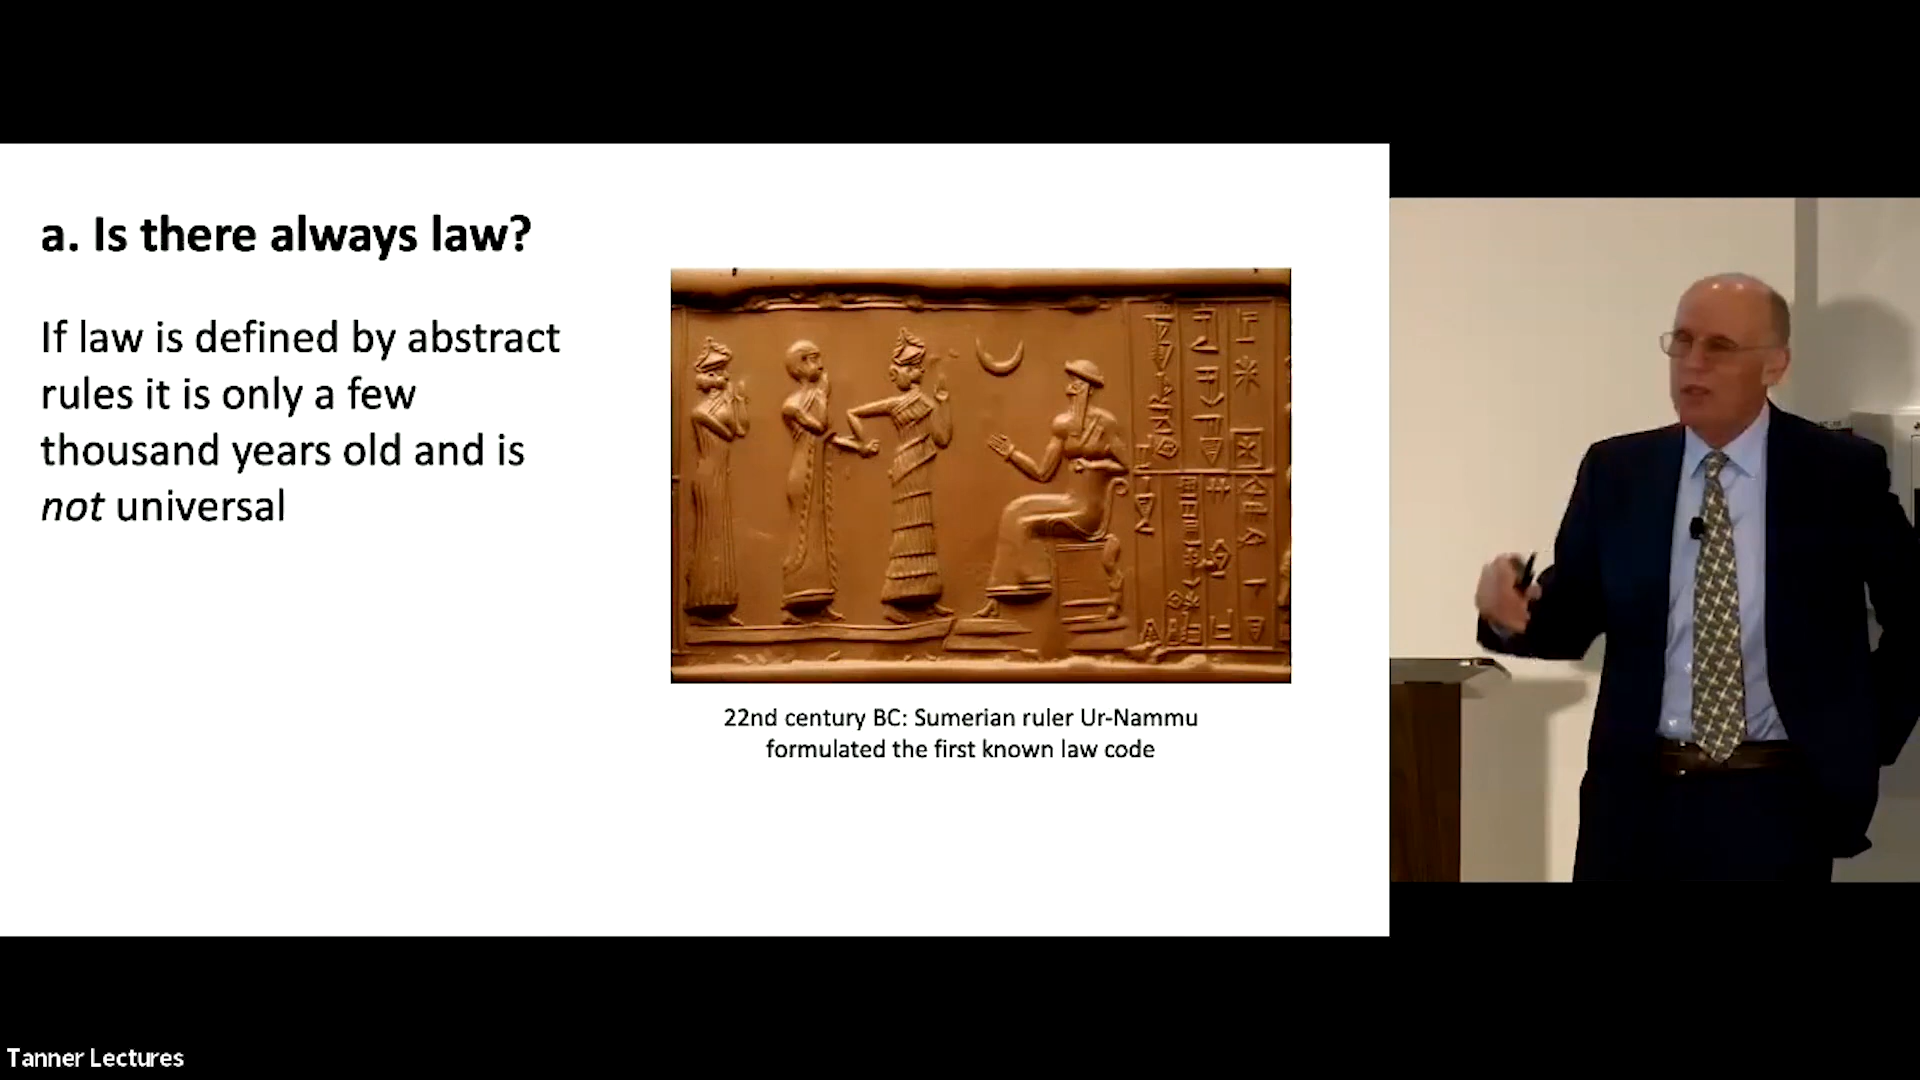 a. Is there always law?
If law is defined by abstract
rules it is only a few
thousand years old and is
not universal
22nd century BC: Sumerian ruler Ur-Nammu
formulated the first known law code
Tanner Lectures